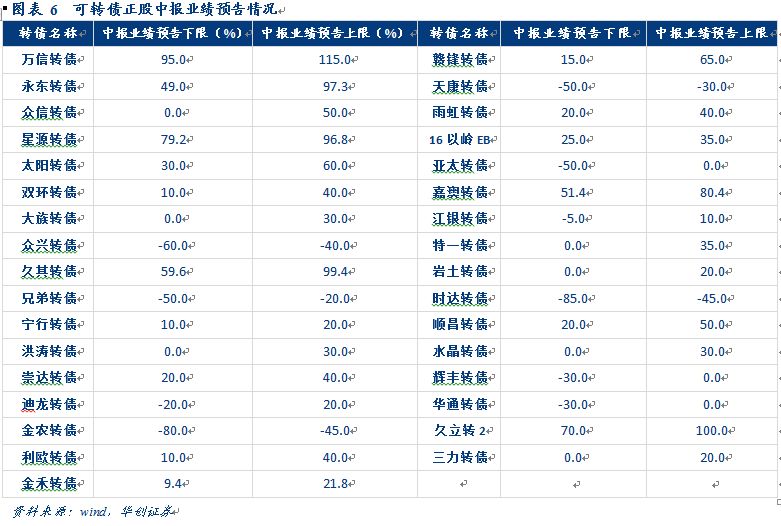 图表 6 可转债正股中报业绩预告情况
转债名称 中报业绩预告下限（%） 中报业绩预告上限（%） 转债名称 中报业绩预告下限 中报业绩预告上限
万信转债 95.0 115.0 赣锋转债 15.0 65.0
永东转债 49.0 97.3 天康转债 -50.0 -30.0
众信转债 0.0 50.0 雨虹转债 20.0 40.0
星源转债 79.2 96.8 16 以岭 EB 25.0 35.0
太阳转债 30.0 60.0 亚太转债 -50.0 0.0
双环转债 10.0 40.0 嘉澳转债 51.4 80.4
大族转债 0.0 30.0 江银转债 -5.0 10.0
众兴转债 -60.0 -40.0 特一转债 0.0 35.0
久其转债 59.6 99.4 岩土转债 0.0 20.0
兄弟转债 -50.0 -20.0 时达转债 -85.0 -45.0
宁行转债 10.0 20.0 顺昌转债 20.0 50.0
洪涛转债 0.0 30.0 水晶转债 0.0 30.0
崇达转债 20.0 40.0 辉丰转债 -30.0 0.0
迪龙转债 -20.0 20.0 华通转债 -30.0 0.0
金农转债 -80.0 -45.0 久立转 2 70.0 100.0
利欧转债 10.0 40.0 三力转债 0.0 20.0
金禾转债 9.4 21.8
资料来源：wind，华创证券